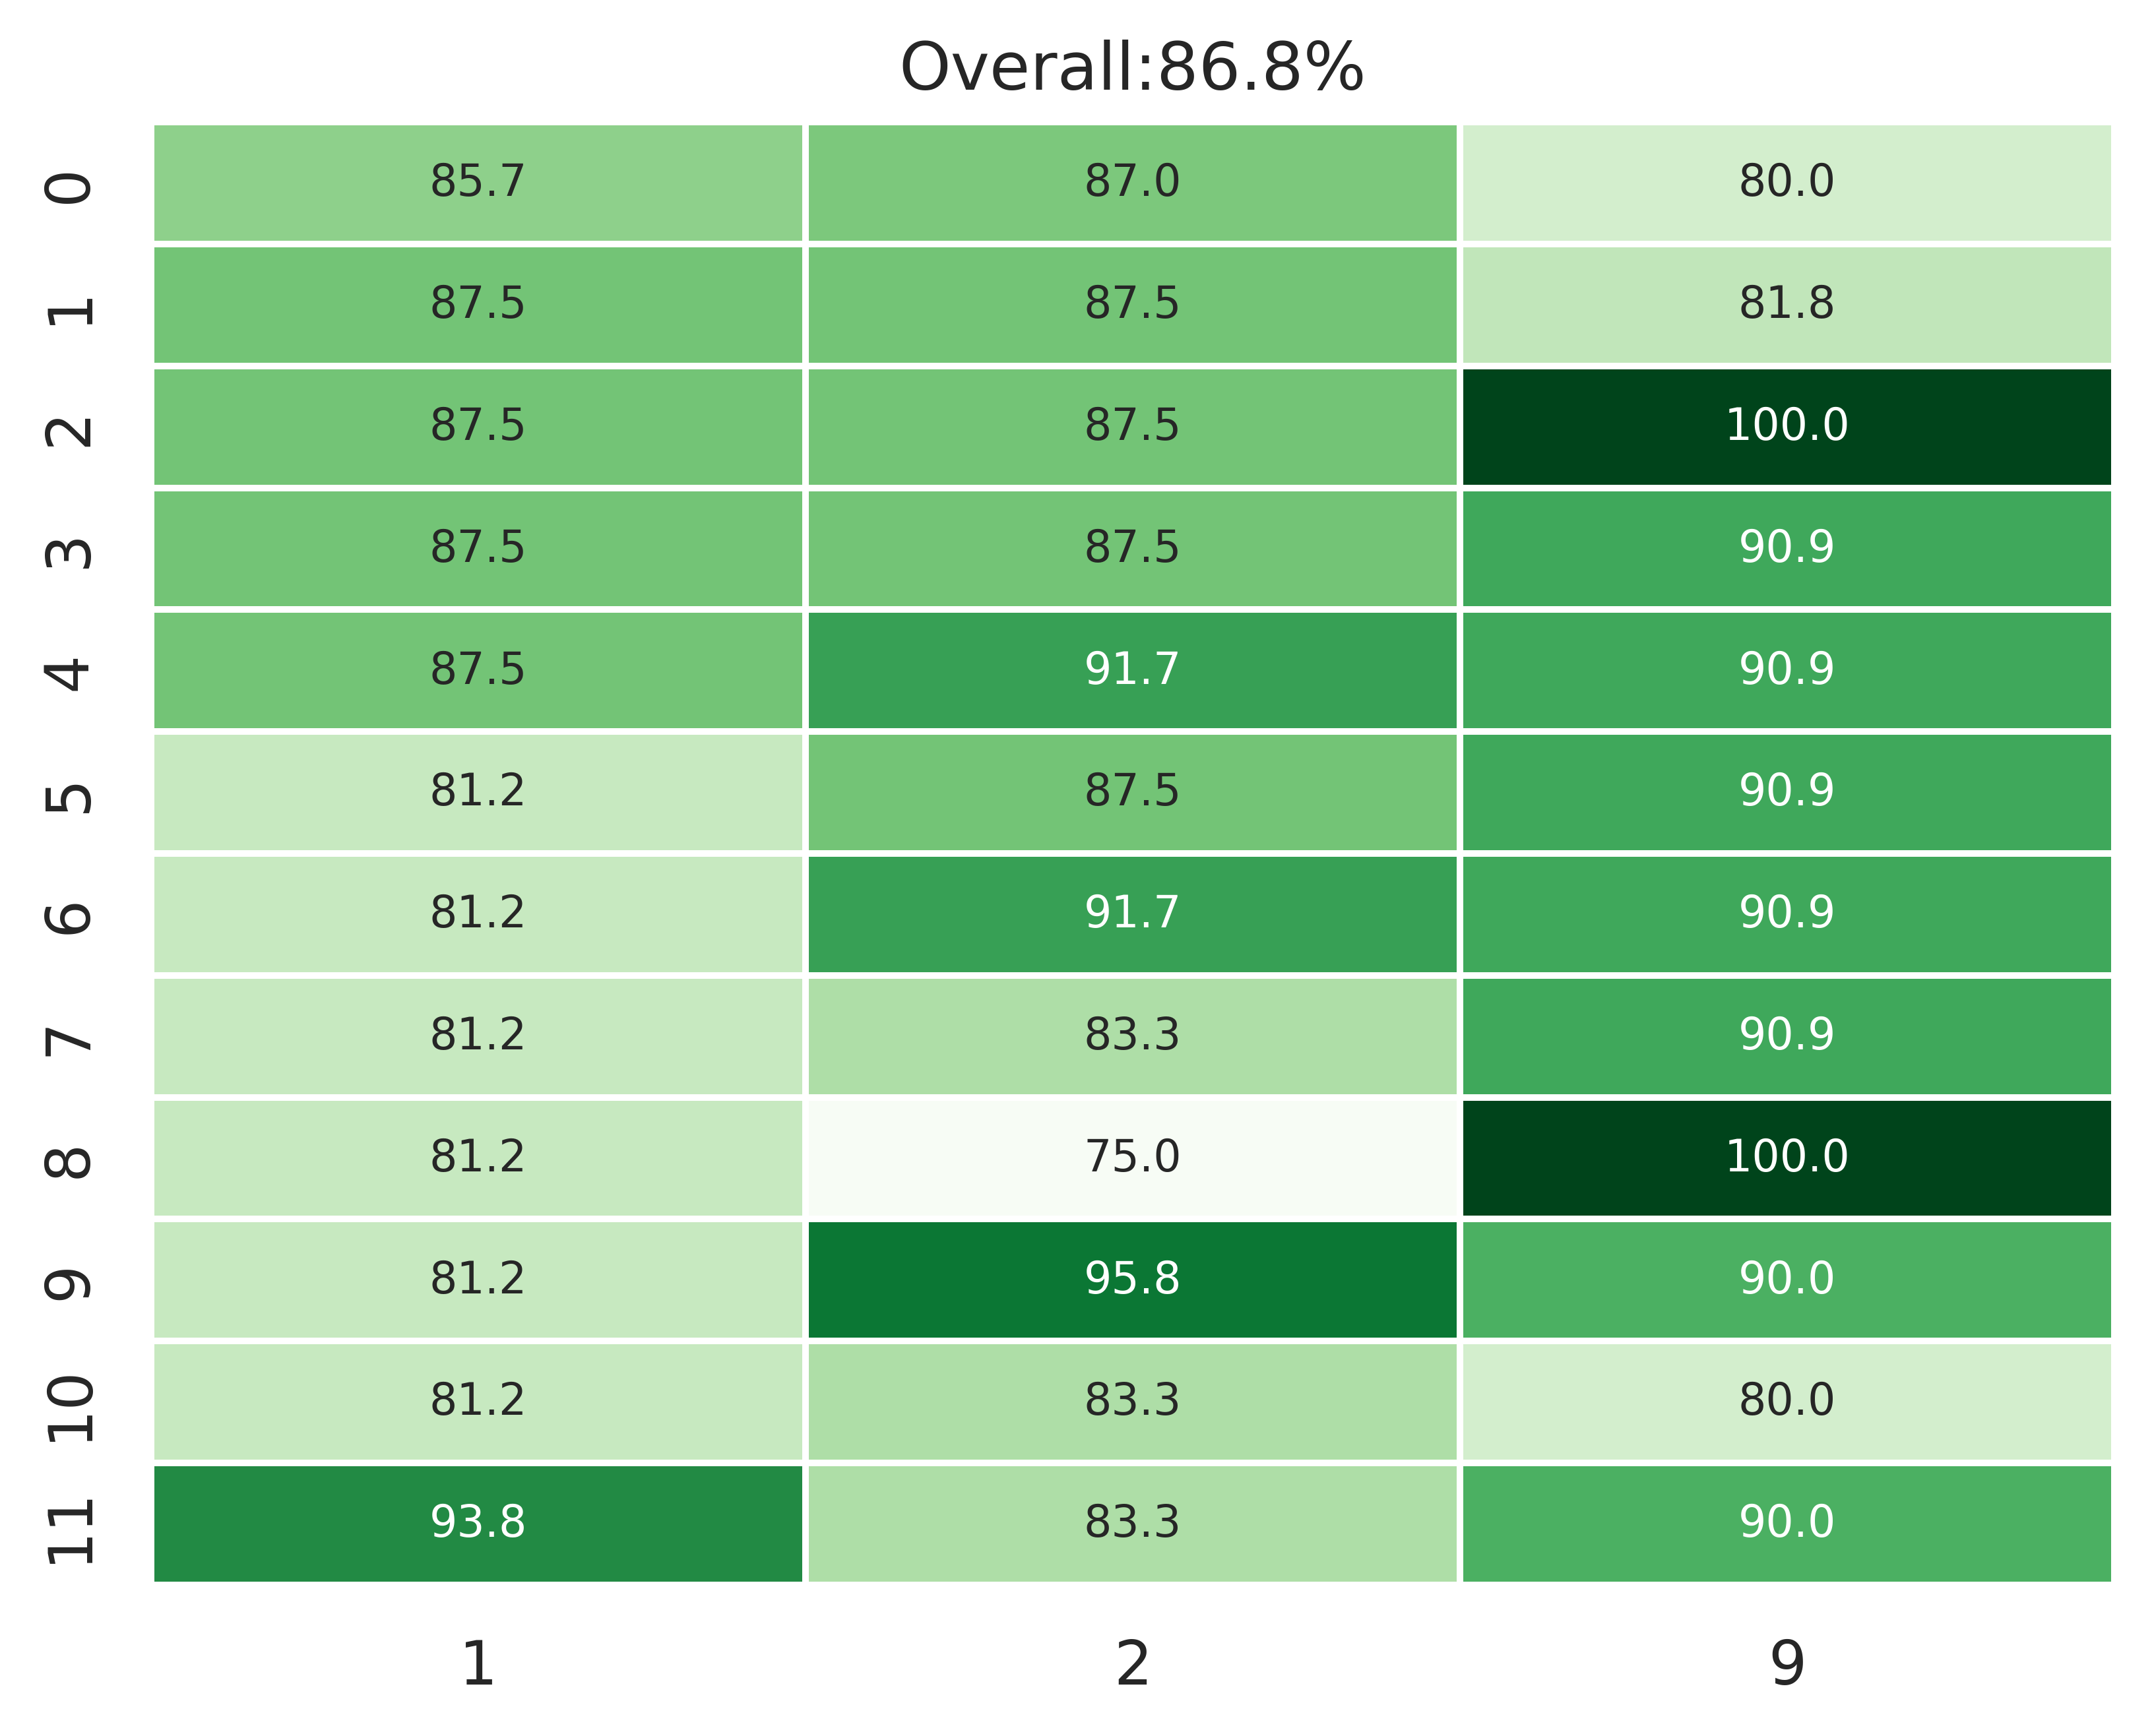 Overall:86.8%
0 85.7 87.0 80.0
1 87.5 87.5 81.8
2 87.5 87.5 100.0
3 87.5 87.5 90.9
4 87.5 91.7 90.9
5 81.2 87.5 90.9
6 81.2 91.7 90.9
7 81.2 83.3 90.9
8 81.2 75.0 100.0
9 81.2 95.8 90.0
10 81.2 83.3 80.0
11 93.8 83.3 90.0
1 2 9